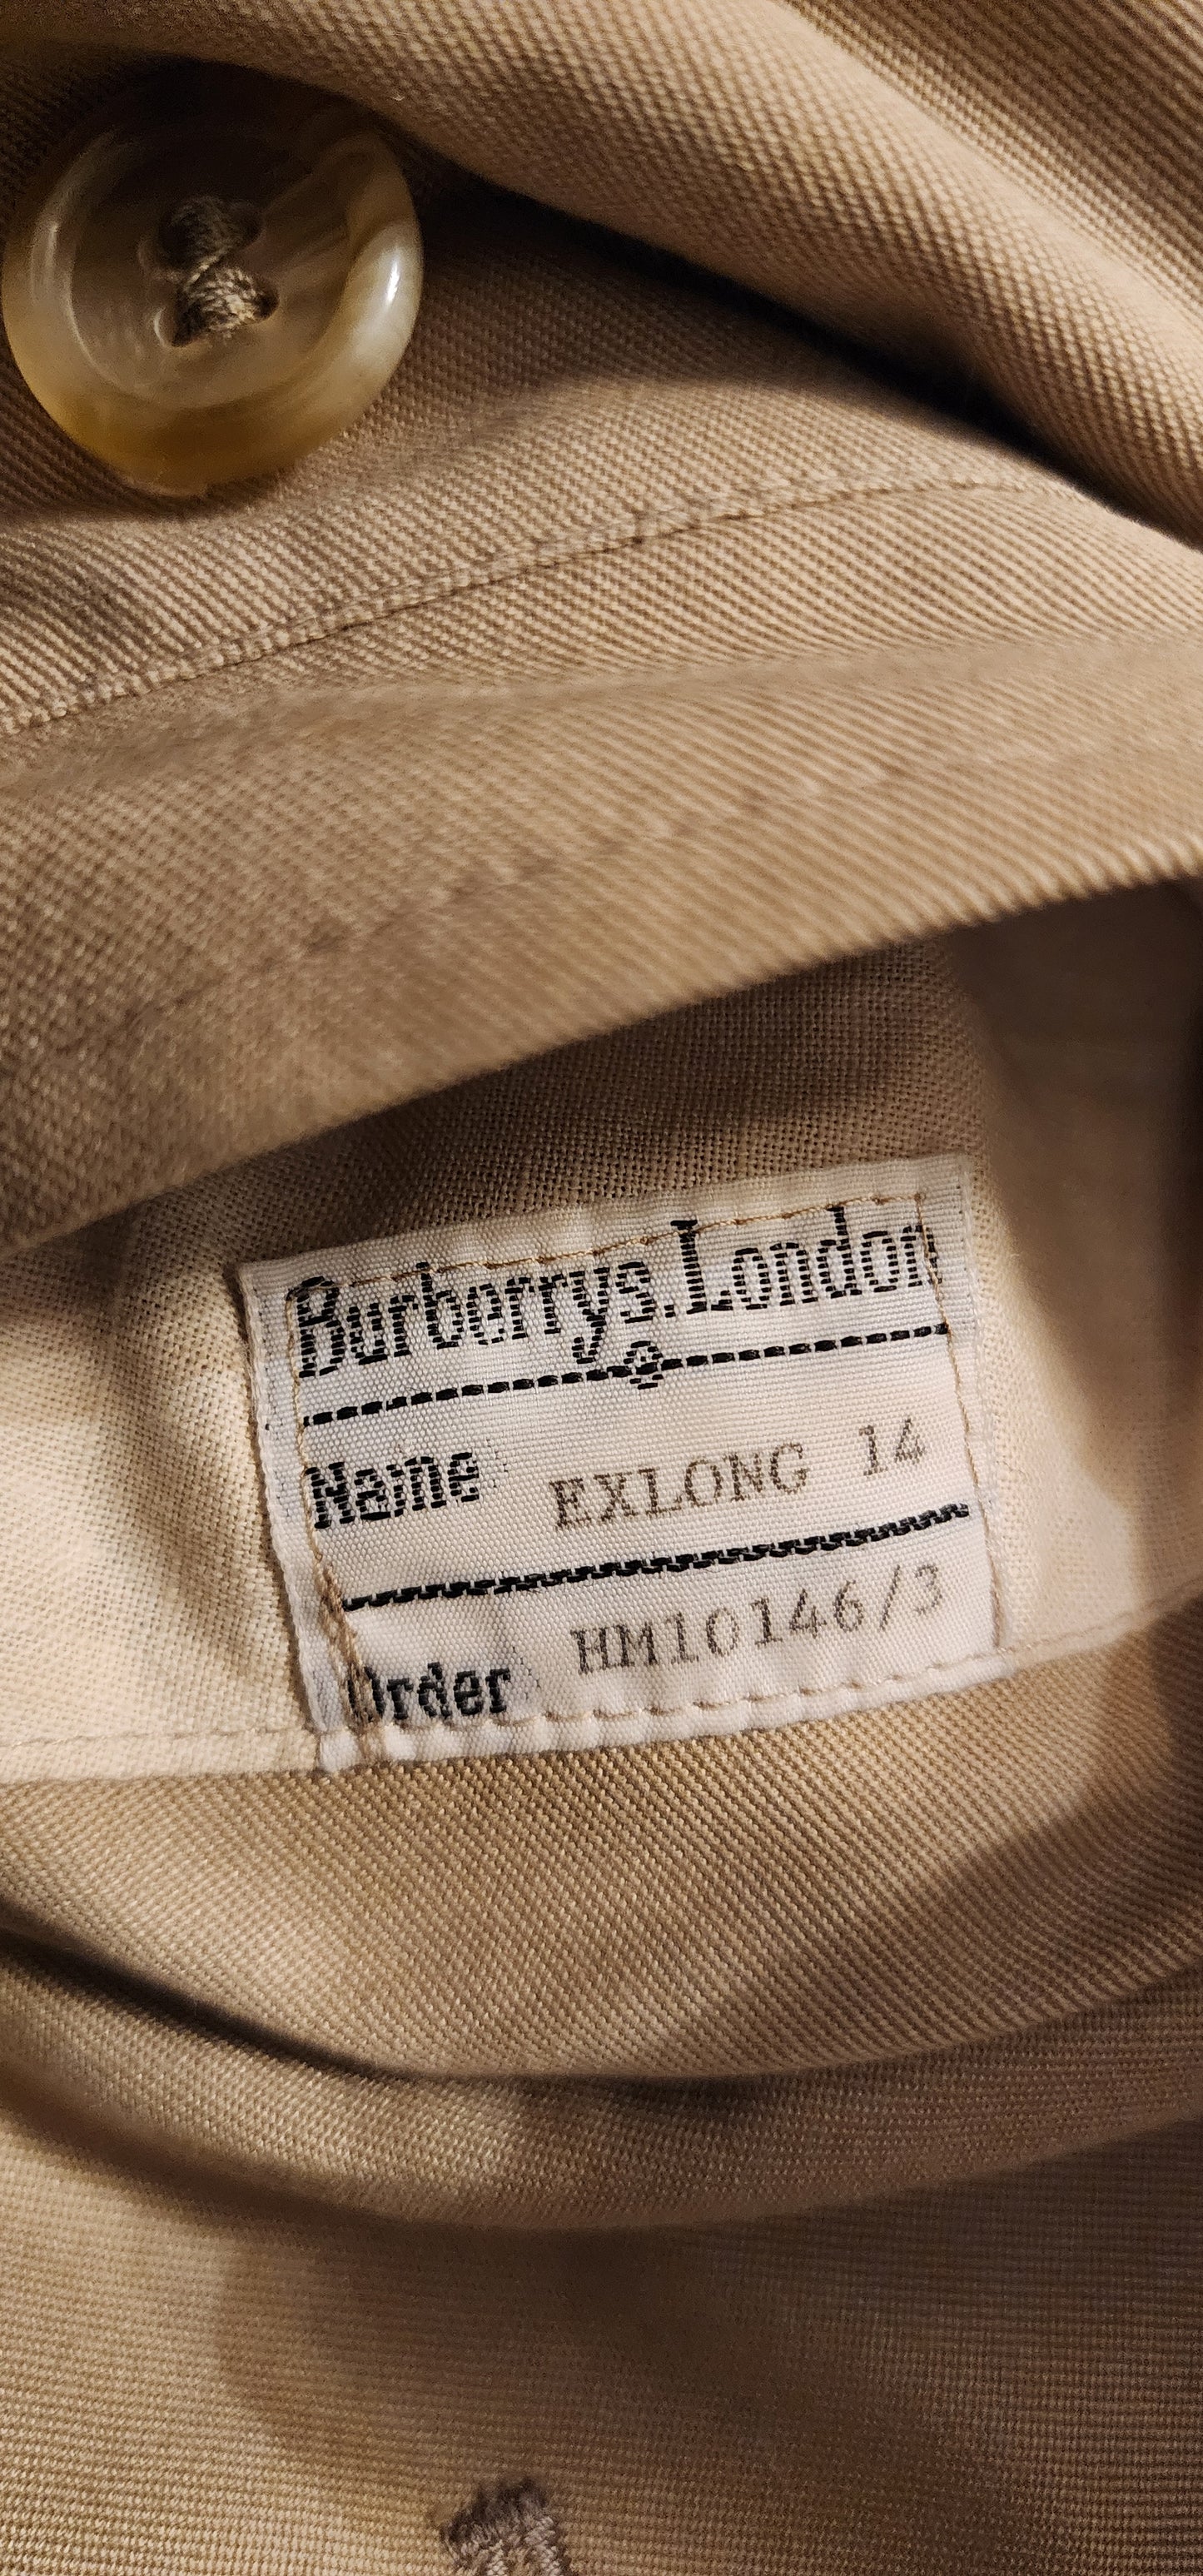 Burberrys. London
Name EXLONG 14
Order HM10146/3